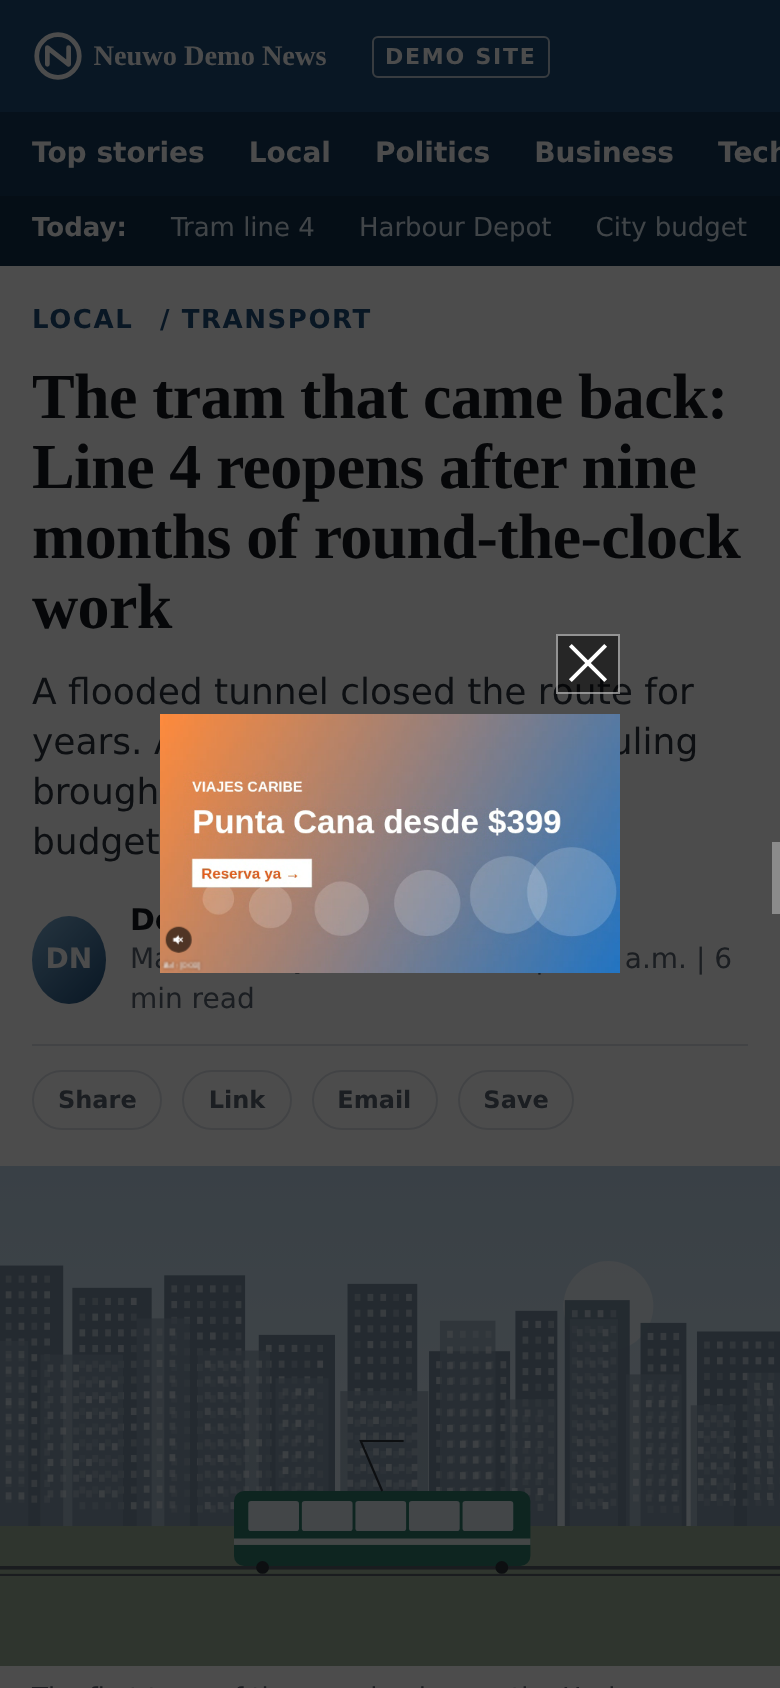 Neuwo Demo News
DEMO SITE
Top stories Local Politics Business Tech
Today: Tram line 4 Harbour Depot City budget
LOCAL / TRANSPORT
The tram that came back:
Line 4 reopens after nine
months of round-the-clock
work
A flooded tunnel closed the route for
years.
budget
VIAJES CARIBE
Punta Cana desde $399
Reserva ya →
DN
a.m. | 6
min read
Share Link Email Save